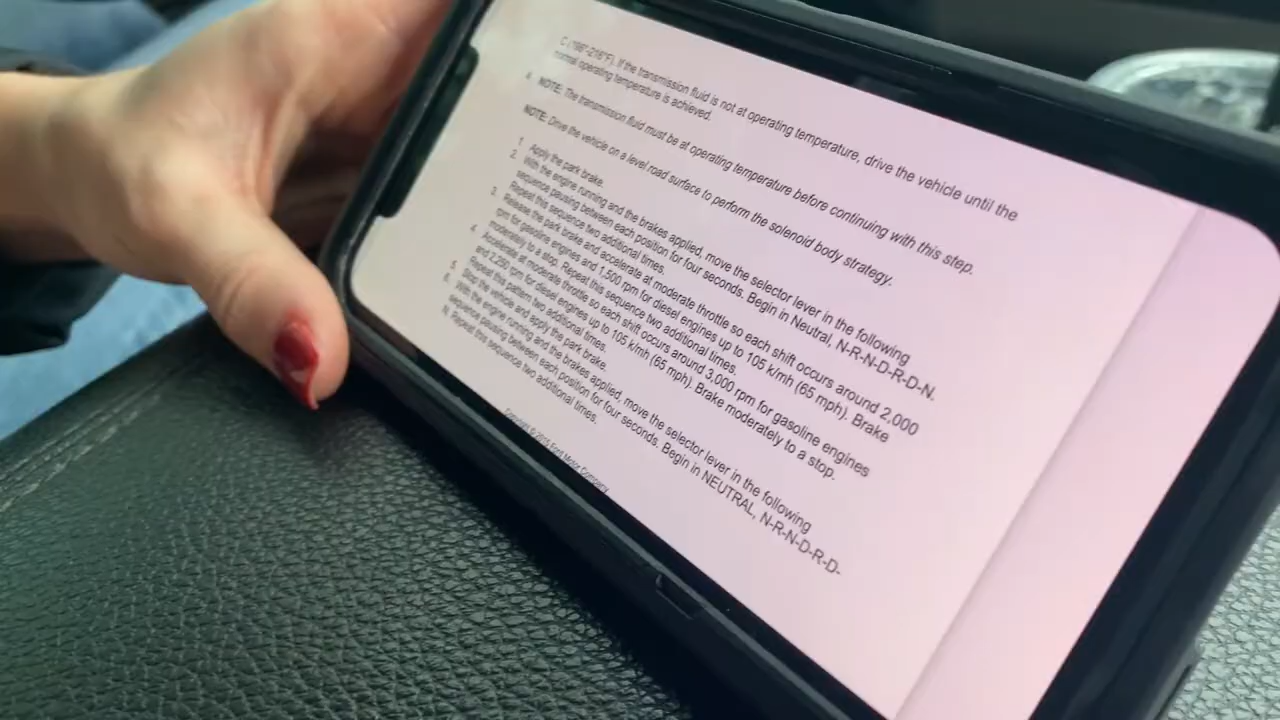 C (186°-216°F). If the transmission fluid is not at operating temperature, drive the vehicle until the
normal operating temperature is achieved.
4 NOTE: The transmission fluid must be at operating temperature before continuing with this step.
NOTE: Drive the vehicle on a level road surface to perform the solenoid body strategy.
1. Apply the park brake.
2. With the engine running and the brakes applied, move the selector lever in the following
sequence pausing between each position for four seconds. Begin in Neutral, N-R-N-D-R-D-N.
Repeat this sequence two additional times.
3. Release the park brake and accelerate at moderate throttle so each shift occurs around 2,000
rpm for gasoline engines and 1,500 rpm for diesel engines up to 105 k/mh (65 mph). Brake
moderately to a stop. Repeat this sequence two additional times.
4. Accelerate at moderate throttle so each shift occurs around 3,000 rpm for gasoline engines
and 2,250 rpm for diesel engines up to 105 k/mh (65 mph). Brake moderately to a stop.
Repeat this pattern two additional times.
5. Stop the vehicle and apply the park brake.
6. With the engine running and the brakes applied, move the selector lever in the following
sequence pausing between each position for four seconds. Begin in NEUTRAL, N-R-N-D-R-D-
N. Repeat this sequence two additional times.
Copyright © Ford Motor Company